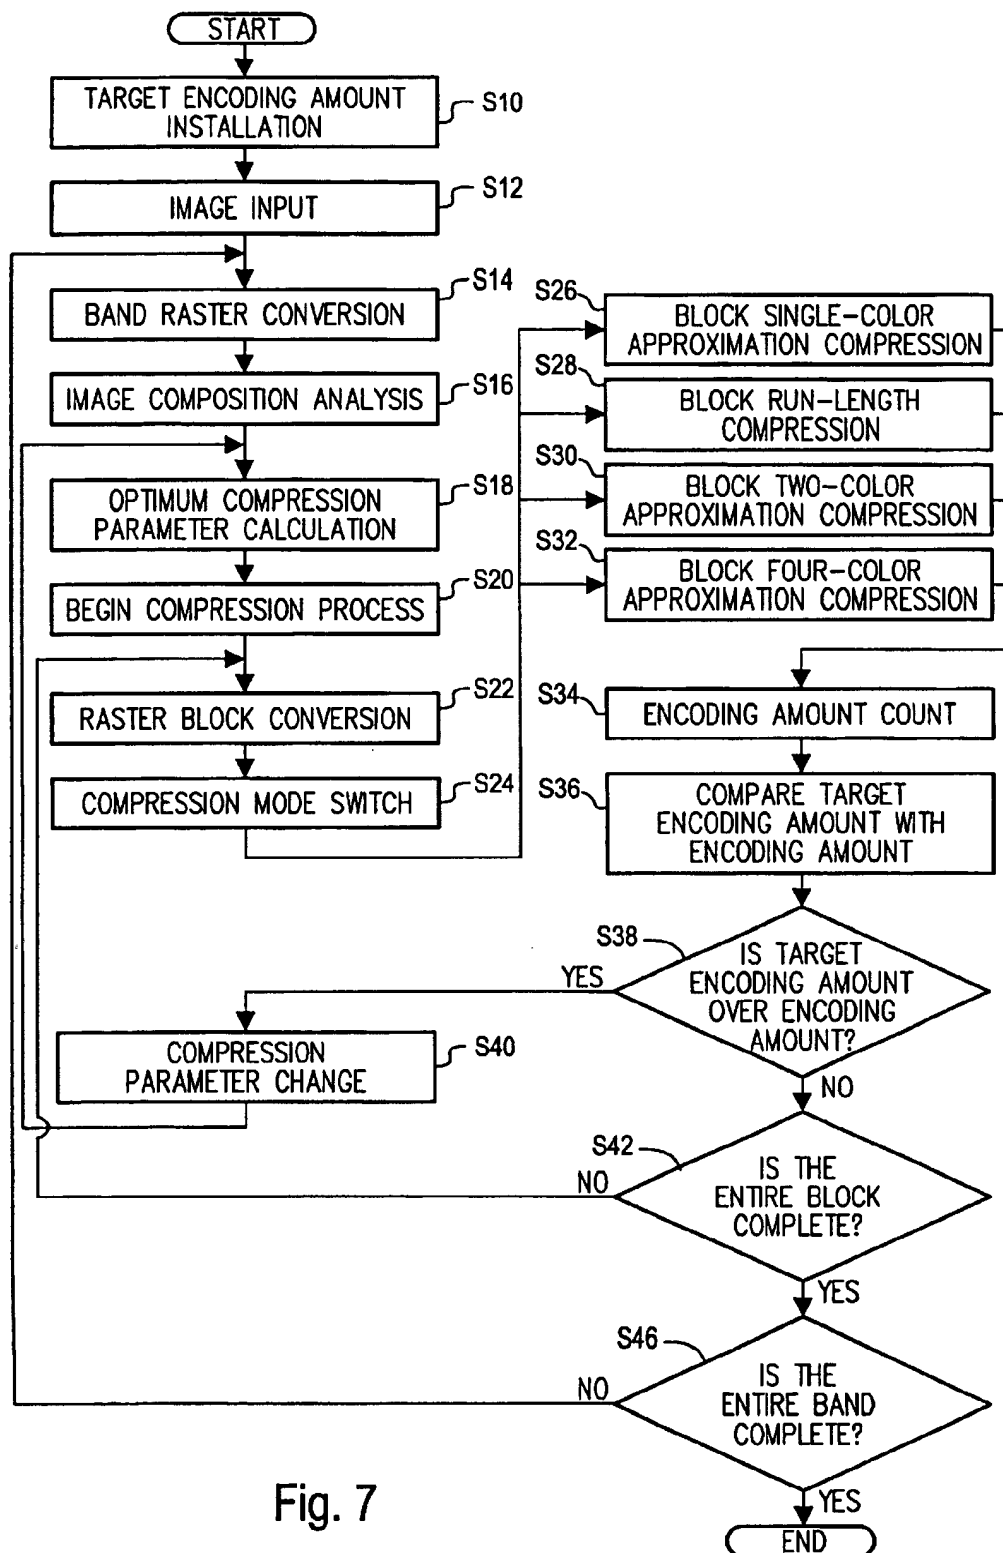 START
TARGET ENCODING AMOUNT
INSTALLATION
S10
IMAGE INPUT
S12
BAND RASTER CONVERSION
S14
IMAGE COMPOSITION ANALYSIS
S16
OPTIMUM COMPRESSION
PARAMETER CALCULATION
S18
BEGIN COMPRESSION PROCESS
S20
RASTER BLOCK CONVERSION
S22
COMPRESSION MODE SWITCH
S24
S26
BLOCK SINGLE-COLOR
APPROXIMATION COMPRESSION
S28
BLOCK RUN-LENGTH
COMPRESSION
S30
BLOCK TWO-COLOR
APPROXIMATION COMPRESSION
S32
BLOCK FOUR-COLOR
APPROXIMATION COMPRESSION
S34
ENCODING AMOUNT COUNT
S36
COMPARE TARGET
ENCODING AMOUNT WITH
ENCODING AMOUNT
S38
IS TARGET
ENCODING AMOUNT
OVER ENCODING
AMOUNT?
YES
NO
COMPRESSION
PARAMETER CHANGE
S40
S42
IS THE
ENTIRE BLOCK
COMPLETE?
NO
YES
S46
IS THE
ENTIRE BAND
COMPLETE?
NO
YES
END
Fig. 7